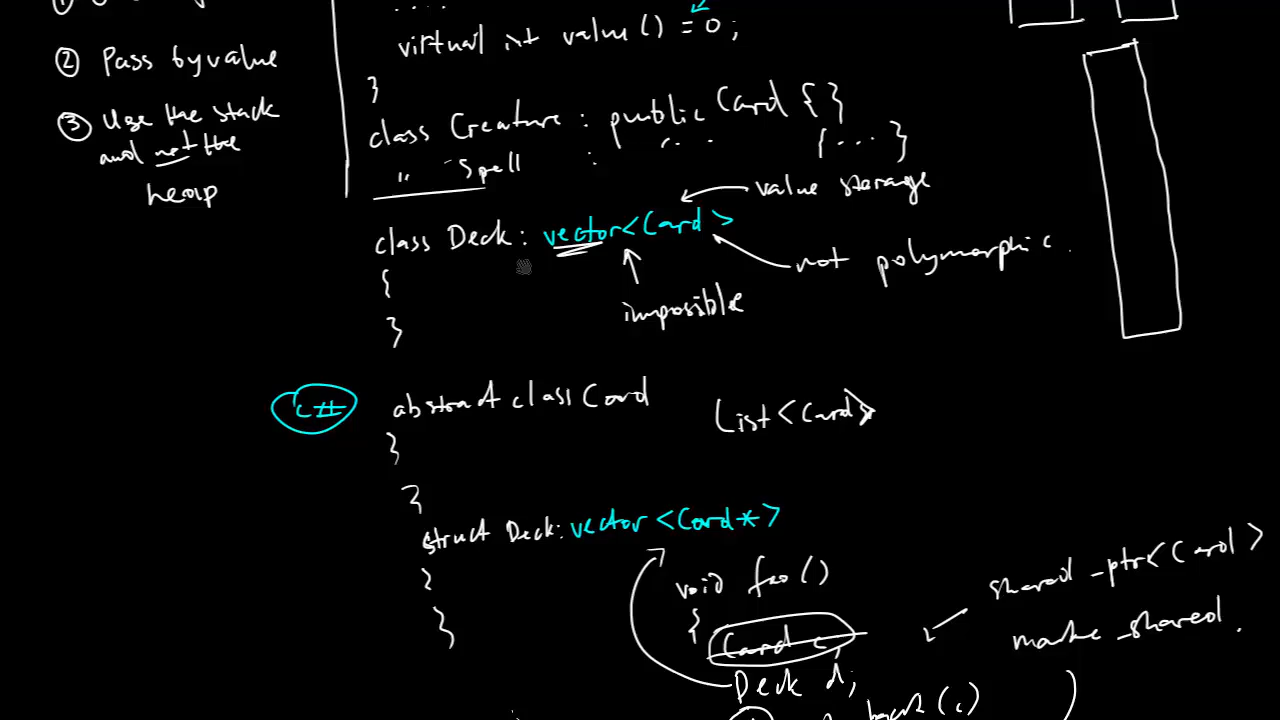 ② Pass by value
③ Use the stack
and not the
heap
....
virtual int value() = 0;
}
class Creature : public Card { }
" Spell : ... {...}
value storage
class Deck : vector<Card>
not polymorphic.
{
impossible
}
C#
abstract class Card
List<Card>
}
}
struct Deck: vector<Card*>
}
}
void foo()
{
Card c;
shared_ptr<Card>
make_shared.
Deck d;